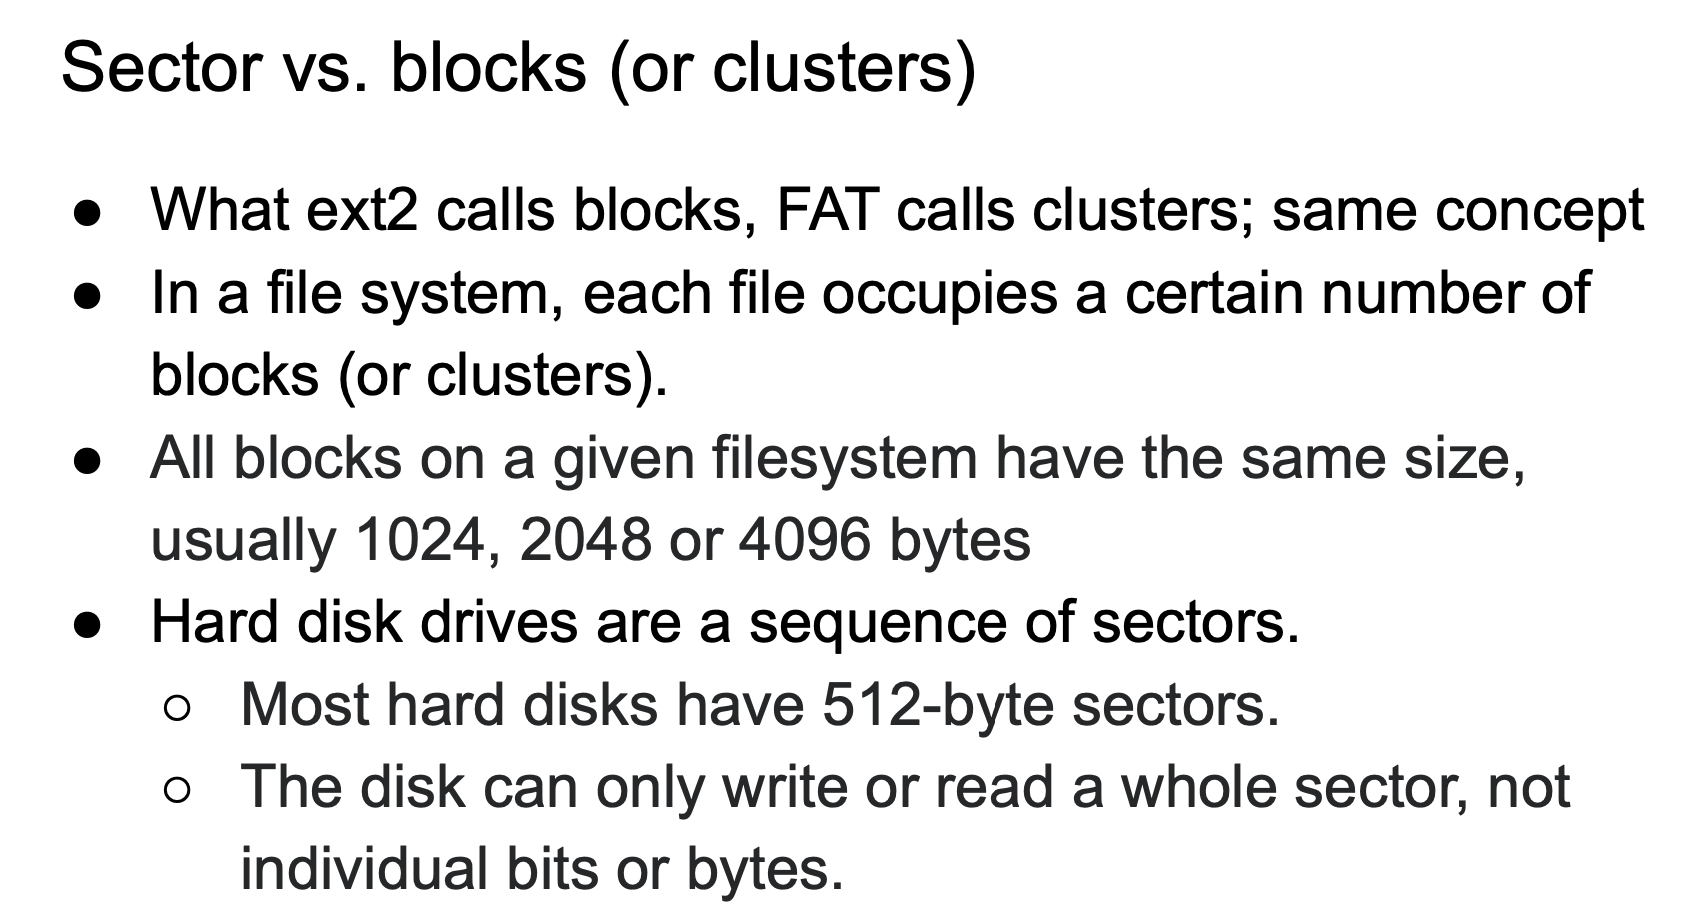 Sector vs. blocks (or clusters)
● What ext2 calls blocks, FAT calls clusters; same concept
● In a file system, each file occupies a certain number of
blocks (or clusters).
● All blocks on a given filesystem have the same size,
usually 1024, 2048 or 4096 bytes
● Hard disk drives are a sequence of sectors.
○ Most hard disks have 512-byte sectors.
○ The disk can only write or read a whole sector, not
individual bits or bytes.